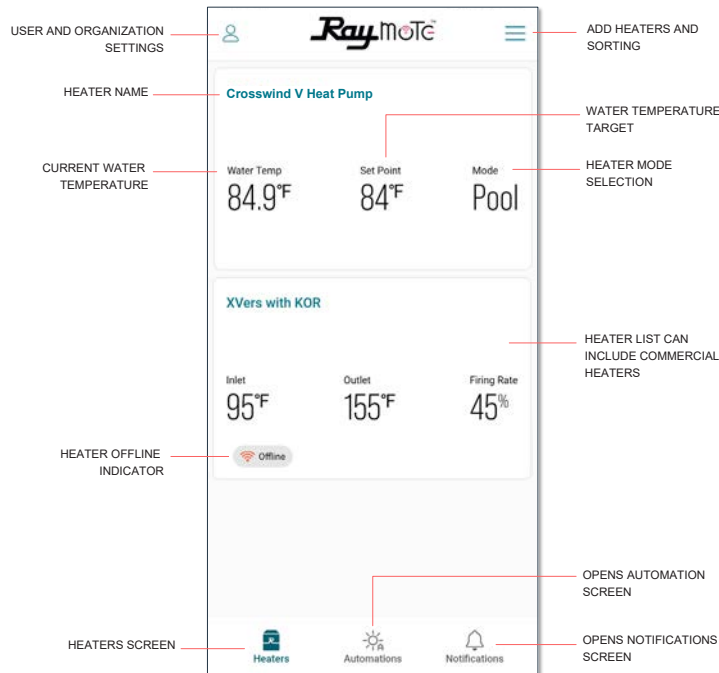 USER AND ORGANIZATION
SETTINGS
RayMOTE
ADD HEATERS AND
SORTING
HEATER NAME
Crosswind V Heat Pump
WATER TEMPERATURE
TARGET
CURRENT WATER
TEMPERATURE
Water Temp
84.9°F
Set Point
84°F
Mode
Pool
HEATER MODE
SELECTION
XVers with KOR
HEATER LIST CAN
INCLUDE COMMERCIAL
HEATERS
Inlet
95°F
Outlet
155°F
Firing Rate
45%
HEATER OFFLINE
INDICATOR
Offline
OPENS AUTOMATION
SCREEN
HEATERS SCREEN
Heaters
Automations
Notifications
OPENS NOTIFICATIONS
SCREEN